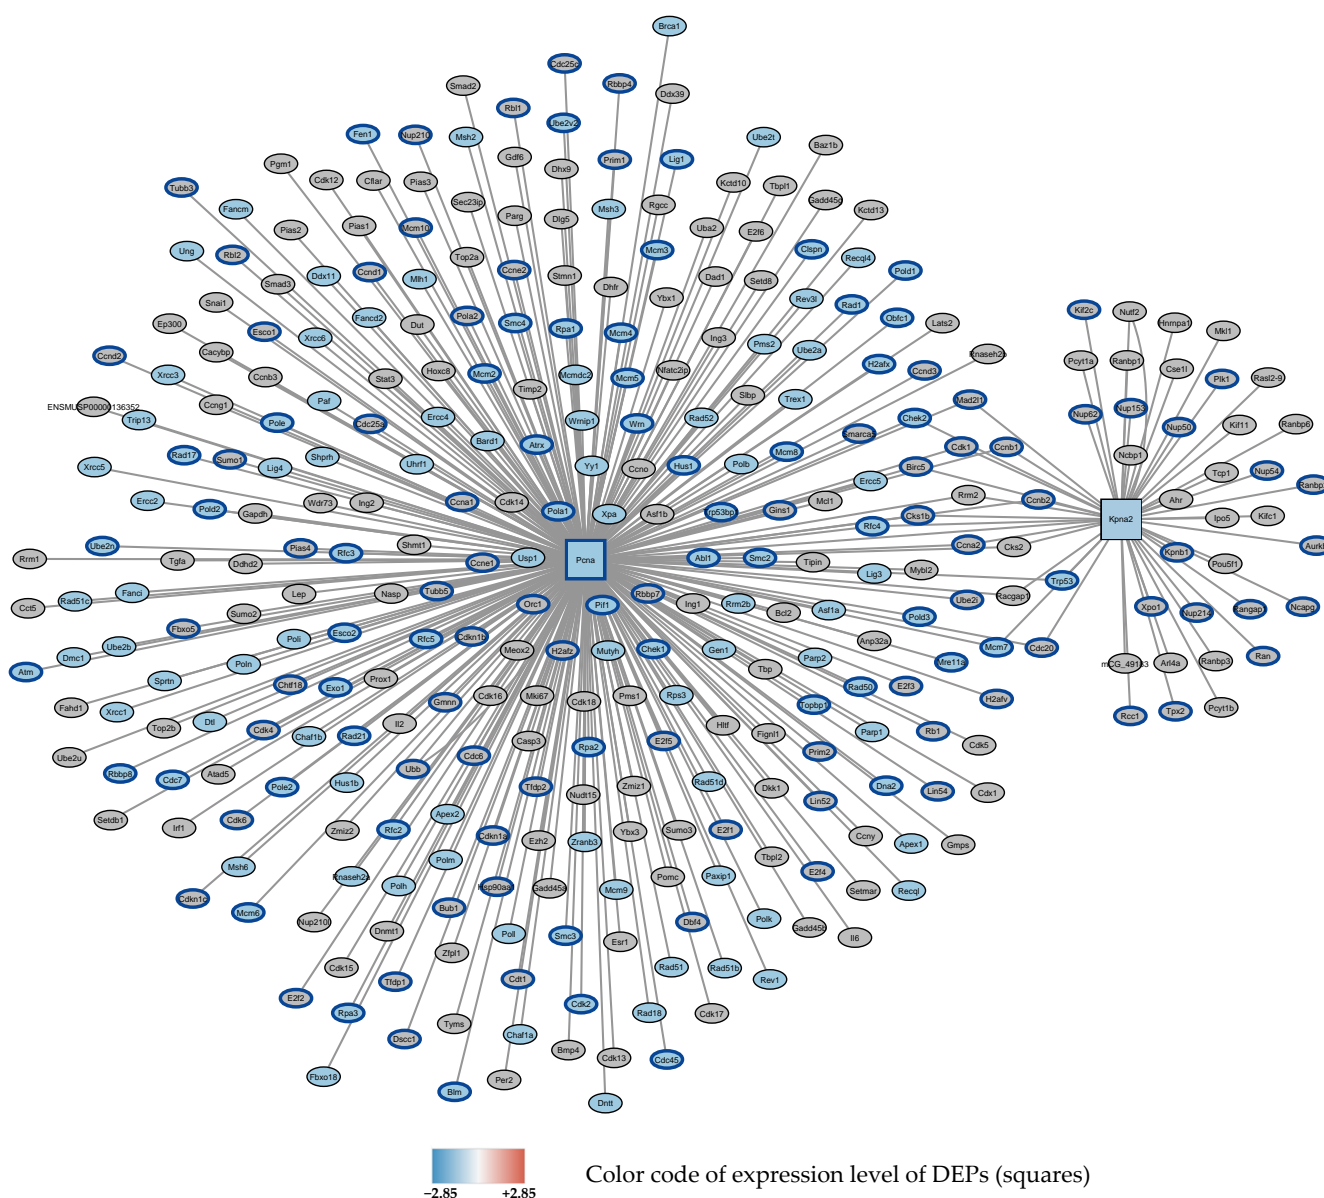 Brca1
Cdc25c
Rbbp4
Smad2
Ddx39
Rbl1
Ube2v2
Fen1
Nup210
Msh2
Ube2t
Baz1b
Gdf6
Prim1
Lig1
Pgm1
Dhx9
Cdk12
Cflar
Pias3
Kctd10
Tbpl1
Tubb3
Sec23ip
Gadd45g
Fancm
Parg
Dlg5
Msh3
Rgcc
Kctd13
Pias2
Pias1
Mcm10
Uba2
E2f6
Ung
Rbl2
Top2a
Mcm3
Clspn
Recql4
Ddx11
Ccnd1
Mlh1
Ccne2
Stmn1
Dad1
Setd8
Pold1
Smad3
Dhfr
Ybx1
Rev3l
Rad1
Snai1
Fancd2
Dut
Pola2
Smc4
Rpa1
Mcm4
Ing3
Pms2
Obfc1
Lats2
Kif2c
Nutf2
Hnrnpa1
Mkl1
Ep300
Esco1
Xrcc6
Ube2a
Cacybp
Ccnd2
Xrcc3
Ccnb3
Stat3
Hoxc8
Mcm2
Timp2
Mcmdc2
Mcm5
Nfatc2ip
H2afx
Ccnd3
Rnaseh2b
Pcyt1a
Ranbp1
Cse1l
Plk1
Rasl2-9
ENSMUSP00000136352
Trip13
Ccng1
Paf
Slbp
Trex1
Mad2l1
Pole
Cdc25a
Ercc4
Wrnip1
Wrn
Rad52
Chek2
Nup62
Nup153
Nup50
Kif11
Ranbp6
Bard1
Atrx
Smarca5
Cdk1
Ccnb1
Xrcc5
Rad17
Sumo1
Lig4
Shprh
Uhrf1
Yy1
Ccno
Hus1
Polb
Mcm8
Birc5
Ncbp1
Tcp1
Nup54
Ercc5
Ercc2
Pold2
Gapdh
Wdr73
Ing2
Ccna1
Cdk14
Pola1
Xpa
Asf1b
Trp53bp1
Gins1
Mcl1
Rrm2
Ccnb2
Ahr
Rfc4
Cks1b
Kpna2
Ipo5
Kifc1
Ube2n
Pias4
Rfc3
Shmt1
Ccna2
Cks2
Rrm1
Tgfa
Ddhd2
Ccne1
Usp1
Pcna
Abl1
Smc2
Tipin
Lig3
Mybl2
Kpnb1
Pou5f1
Trp53
Cct5
Rad51c
Fanci
Lep
Nasp
Tubb5
Orc1
Pif1
Rbbp7
Ing1
Rrm2b
Bcl2
Asf1a
Ube2i
Racgap1
Xpo1
Nup214
Rangap1
Ncapg
Fbxo5
Sumo2
Pold3
Atm
Dmc1
Ube2b
Poli
Esco2
Rfc5
Cdkn1b
Meox2
H2afz
Mutyh
Chek1
Gen1
Parp2
Anp32a
Mre11a
Mcm7
Cdc20
Arl4a
Ranbp3
Ran
Poln
Tbp
Sprtn
Chtf18
Exo1
Prox1
Rad50
E2f3
H2afv
Fahd1
Xrcc1
Top2b
Dtl
Cdk4
Chaf1b
Rad21
Il2
Gmnn
Cdk16
Mki67
Cdk18
Pms1
Rps3
Topbp1
Hltf
Fignl1
Parp1
Rb1
Cdk5
Rcc1
Tpx2
Pcyt1b
Ube2u
Rbbp8
Cdc7
Atad5
Hus1b
Ubb
Cdc6
Casp3
Rpa2
E2f5
Prim2
Pole2
Tfdp2
Nudt15
Zmiz1
Rad51d
Dkk1
Dna2
Lin54
Cdx1
Setdb1
Irf1
Cdk6
Zmiz2
Rfc2
Apex2
Cdkn1a
Ezh2
Zranb3
Ybx3
Sumo3
E2f1
Lin52
Ccny
Apex1
Gmps
Msh6
Polm
Tbpl2
Cdkn1c
Rnaseh2a
Polh
Gadd45a
Mcm9
Pomc
Paxip1
E2f4
Setmar
Recql
Mcm6
Nup210l
Bub1
Dnmt1
Poll
Smc3
Esr1
Dbf4
Polk
Gadd45b
Il6
Cdk15
Zfpl1
Rad51
Rad51b
Rev1
E2f2
Tfdp1
Cdt1
Rpa3
Cdk2
Rad18
Cdk17
Dscc1
Tyms
Chaf1a
Fbxo18
Bmp4
Cdk13
Cdc45
Blm
Per2
Dntt
Color code of expression level of DEPs (squares)
−2.85 +2.85